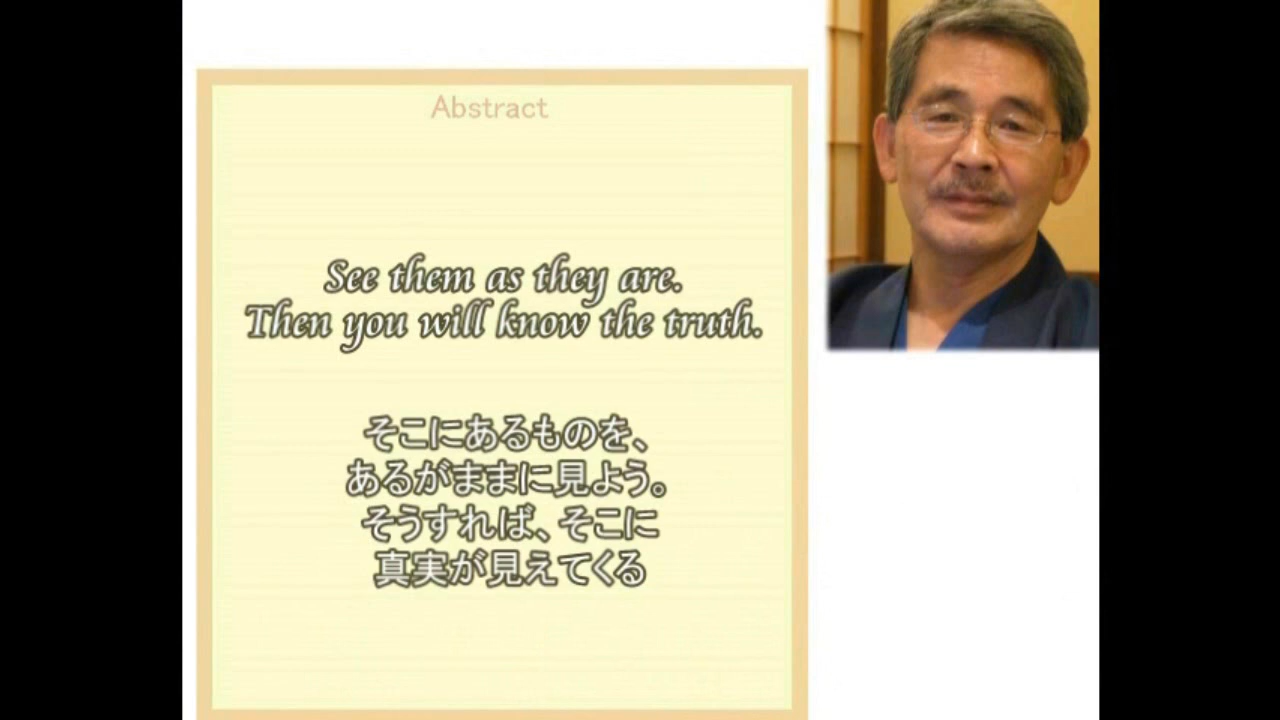 Abstract
See them as they are.
Then you will know the truth.
そこにあるものを、
あるがままに見よう。
そうすれば、そこに
真実が見えてくる